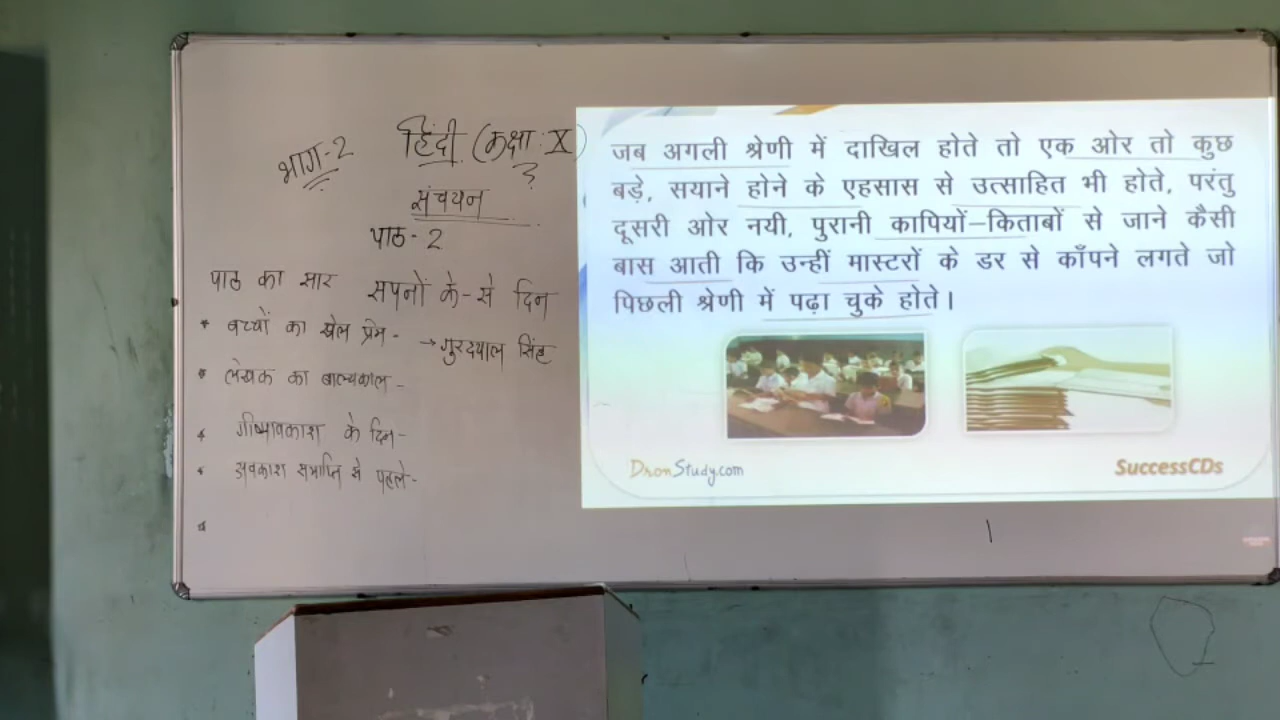 भाग-2
हिंदी (कक्षा: X)
संचयन
पाठ-2
पाठ का सार
सपनों के-से दिन
* बच्चों का खेल प्रेम-
→ गुरदयाल सिंह
* लेखक का बाल्यकाल-
* ग्रीष्मावकाश के दिन-
* अवकाश समाप्ति से पहले-
*
जब अगली श्रेणी में दाखिल होते तो एक ओर तो कुछ
बड़े, सयाने होने के एहसास से उत्साहित भी होते, परंतु
दूसरी ओर नयी, पुरानी कापियों–किताबों से जाने कैसी
बास आती कि उन्हीं मास्टरों के डर से काँपने लगते जो
पिछली श्रेणी में पढ़ा चुके होते।
DronStudy.com
SuccessCDs